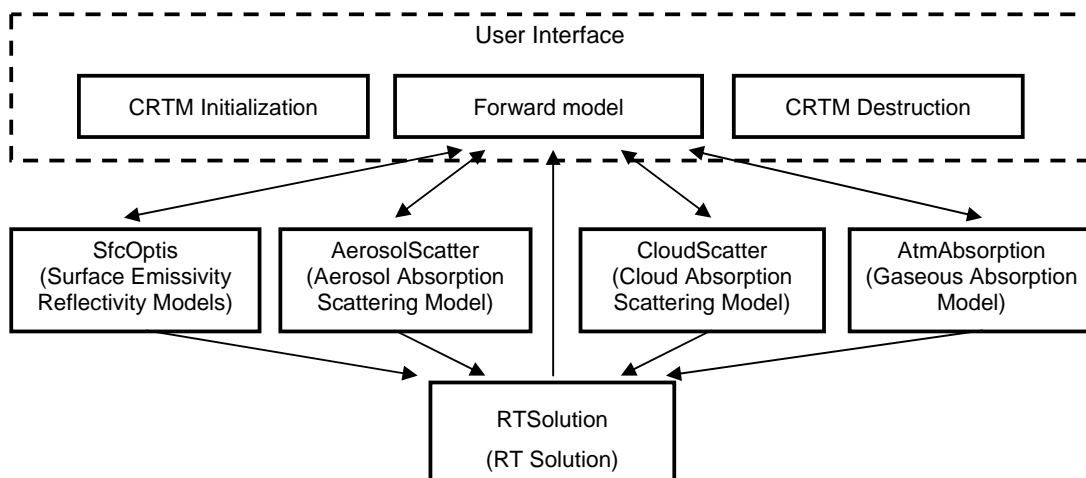 User Interface
CRTM Initialization
Forward model
CRTM Destruction
SfcOptis
(Surface Emissivity
Reflectivity Models)
AerosolScatter
(Aerosol Absorption
Scattering Model)
CloudScatter
(Cloud Absorption
Scattering Model)
AtmAbsorption
(Gaseous Absorption
Model)
RTSolution
(RT Solution)